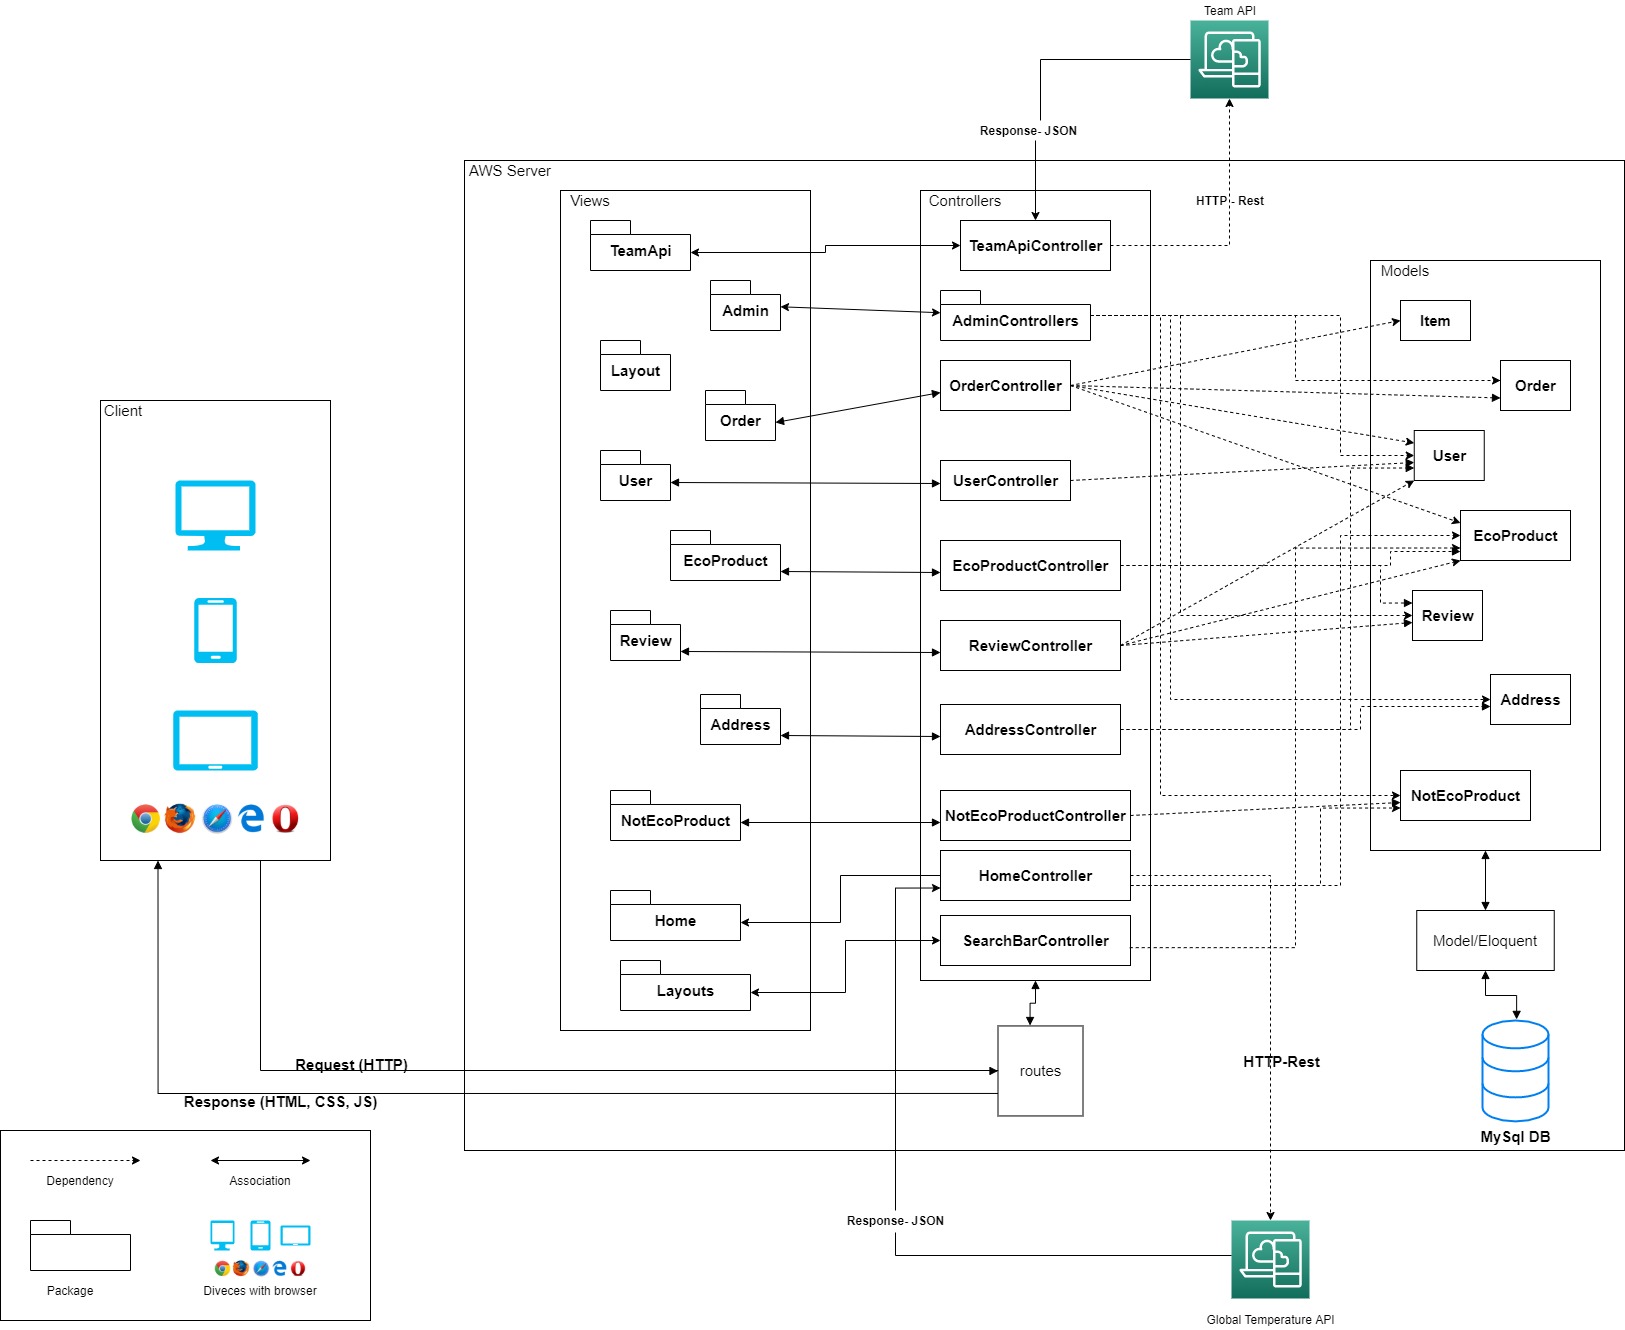 Team API
Response- JSON
AWS Server
HTTP - Rest
Views
Controllers
TeamApi
TeamApiController
Models
Admin
AdminControllers
Item
Layout
OrderController
Order
Client
Order
User
User
UserController
EcoProduct
EcoProduct
EcoProductController
Review
Review
ReviewController
Address
Address
AddressController
NotEcoProduct
NotEcoProduct
NotEcoProductController
HomeController
Home
SearchBarController
Model/Eloquent
Layouts
Request (HTTP)
routes
HTTP-Rest
Response (HTML, CSS, JS)
MySql DB
Dependency
Association
Response- JSON
Package
Diveces with browser
Global Temperature API